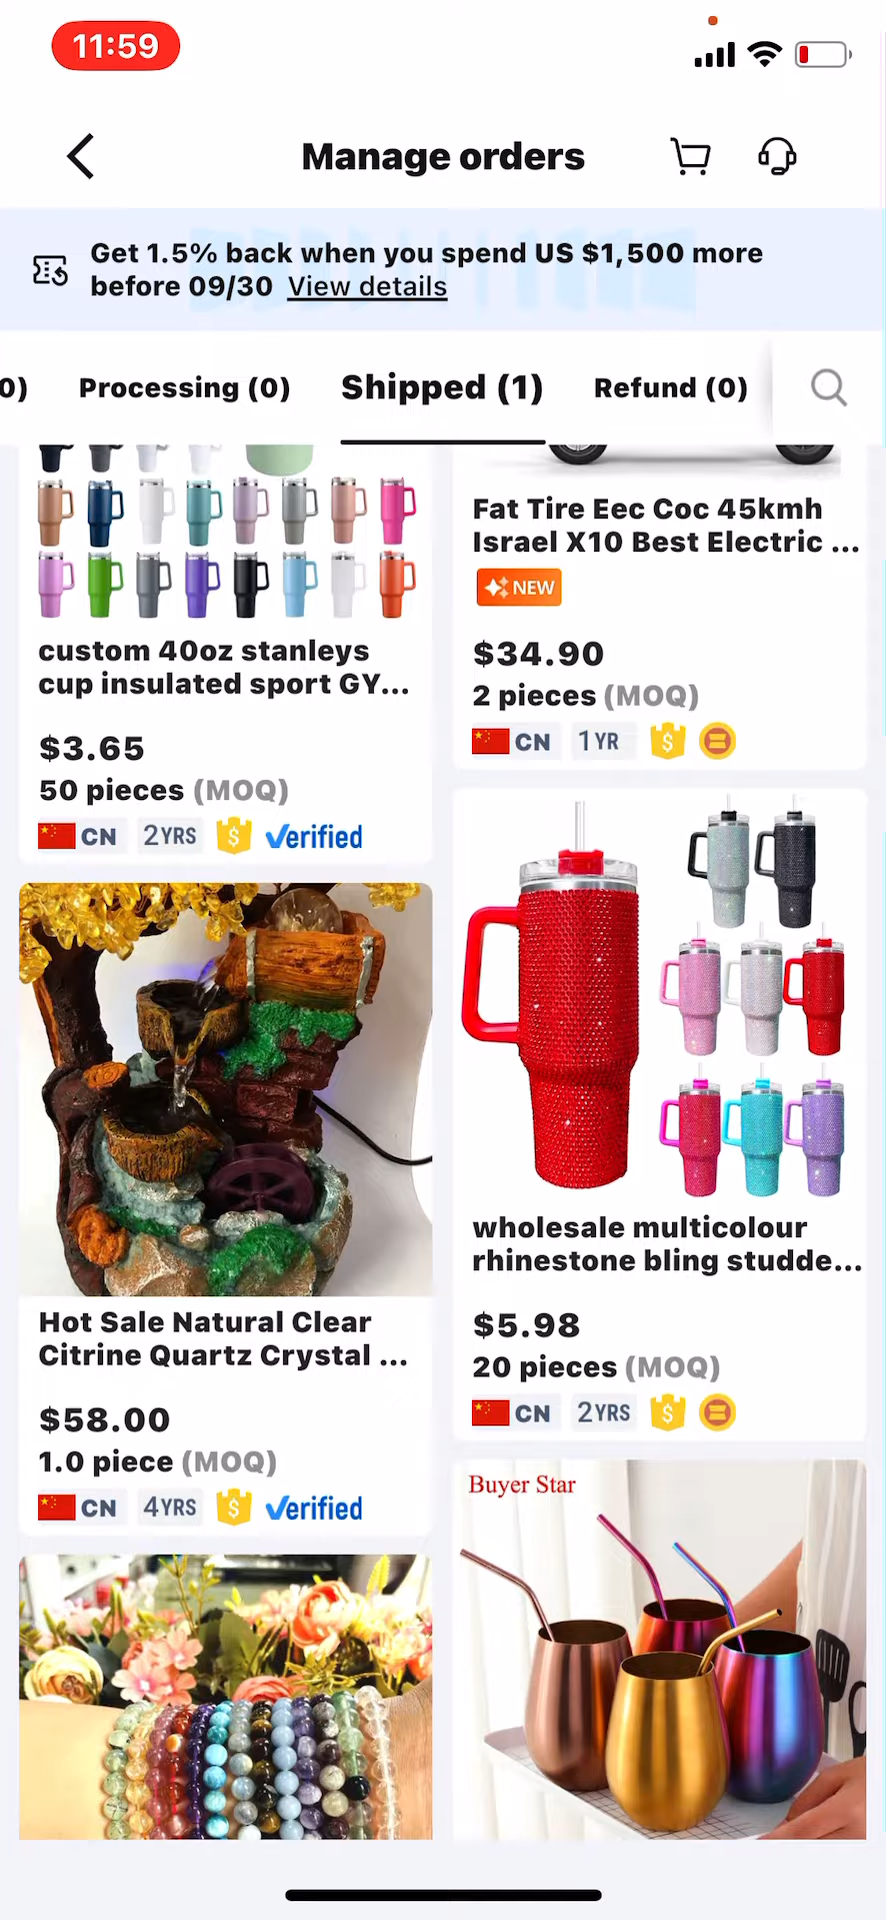 11:59
Manage orders
Get 1.5% back when you spend US $1,500 more
before 09/30 View details
0)
Processing (0)
Shipped (1)
Refund (0)
custom 40oz stanleys
cup insulated sport GY...
$3.65
50 pieces (MOQ)
CN 2YRS $ Verified
Fat Tire Eec Coc 45kmh
Israel X10 Best Electric ...
NEW
$34.90
2 pieces (MOQ)
CN 1YR $
Hot Sale Natural Clear
Citrine Quartz Crystal ...
$58.00
1.0 piece (MOQ)
CN 4YRS $ Verified
wholesale multicolour
rhinestone bling studde...
$5.98
20 pieces (MOQ)
CN 2YRS $
Buyer Star